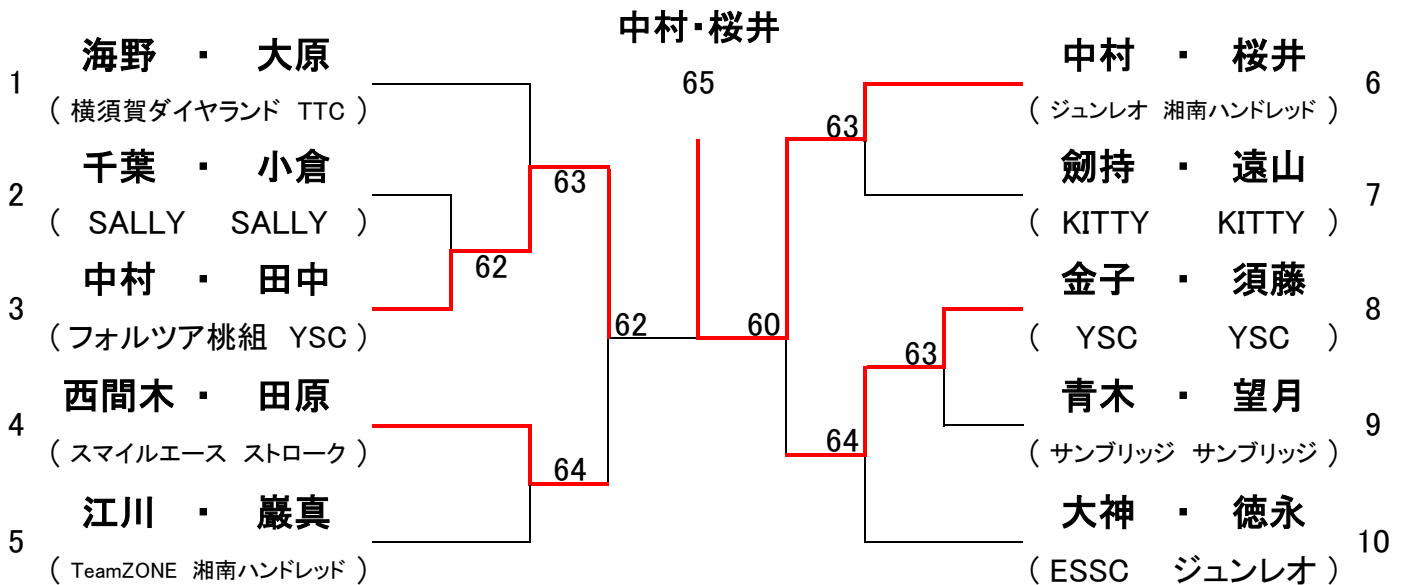 中村・桜井
65
1
海野 ・ 大原
( 横須賀ダイヤランド TTC )
2
千葉 ・ 小倉
( SALLY SALLY )
3
中村 ・ 田中
( フォルツア桃組 YSC )
4
西間木 ・ 田原
( スマイルエース ストローク )
5
江川 ・ 巌真
( TeamZONE 湘南ハンドレッド )
62
63
64
62
60
63
63
64
中村 ・ 桜井
6
( ジュンレオ 湘南ハンドレッド )
劒持 ・ 遠山
7
( KITTY KITTY )
金子 ・ 須藤
8
( YSC YSC )
青木 ・ 望月
9
( サンブリッジ サンブリッジ )
大神 ・ 徳永
10
( ESSC ジュンレオ )